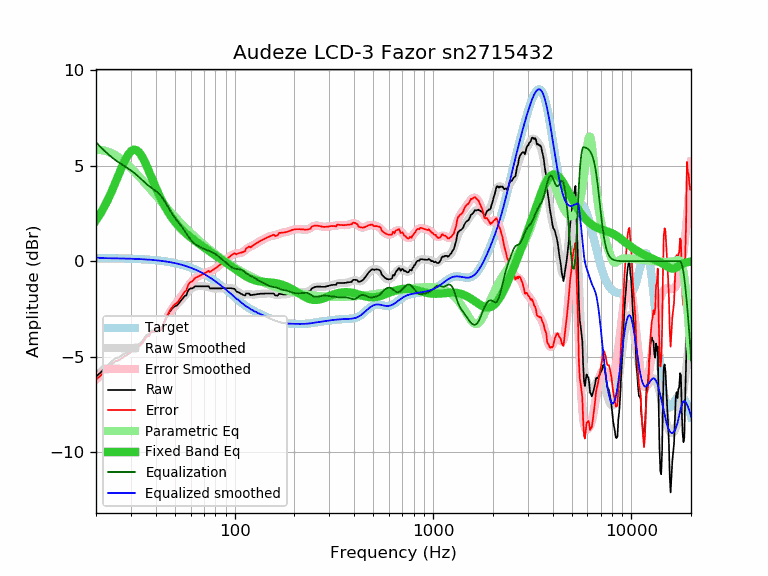 Audeze LCD-3 Fazor sn2715432
10
5
0
−5
−10
Amplitude (dBr)
Target
Raw Smoothed
Error Smoothed
Raw
Error
Parametric Eq
Fixed Band Eq
Equalization
Equalized smoothed
100 1000 10000
Frequency (Hz)